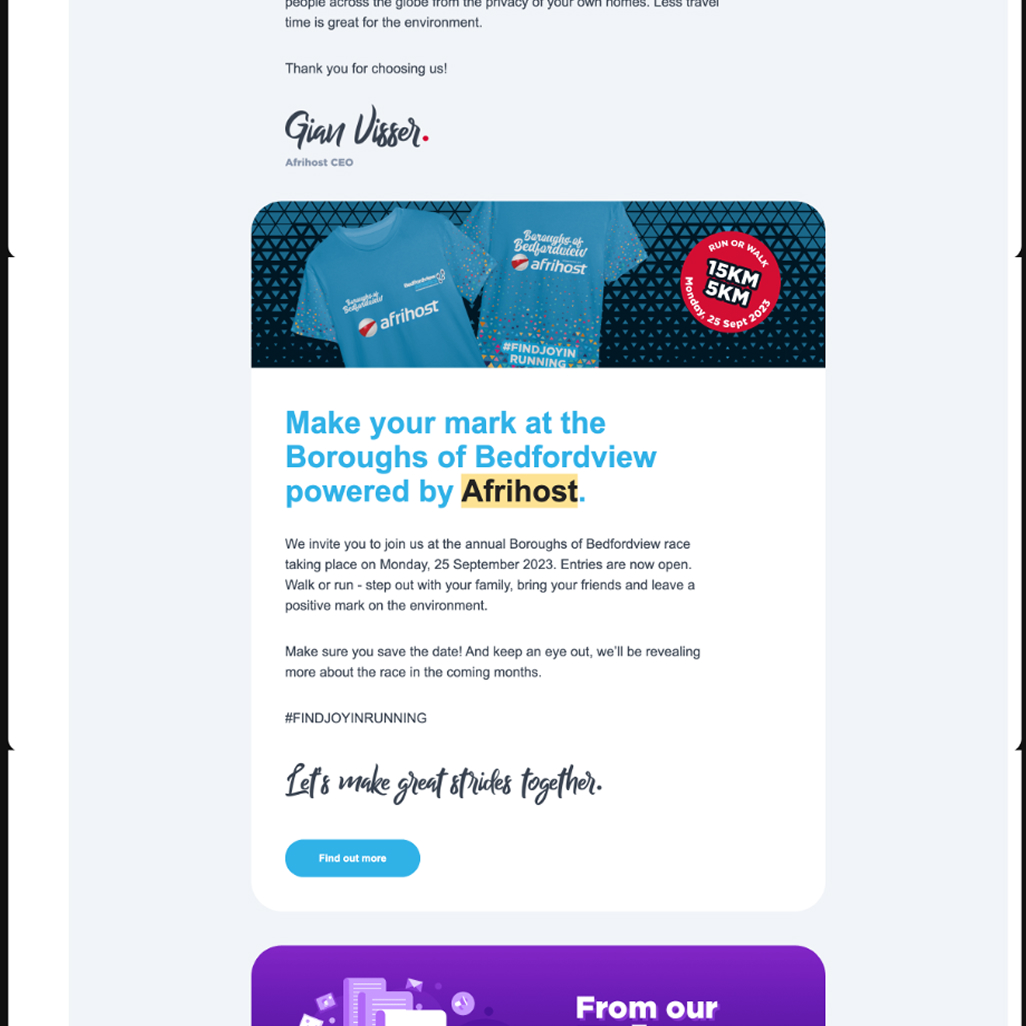 people across the globe from the privacy of your own homes. Less travel
time is great for the environment.
Thank you for choosing us!
Gian Visser.
Afrihost CEO
Boroughs of
Bedfordview
afrihost
Boroughs of
Bedfordview
afrihost
#FINDJOYIN
RUNNING
RUN OR WALK
15KM
5KM
Monday, 25 Sept 2023
Make your mark at the
Boroughs of Bedfordview
powered by Afrihost.
We invite you to join us at the annual Boroughs of Bedfordview race
taking place on Monday, 25 September 2023. Entries are now open.
Walk or run - step out with your family, bring your friends and leave a
positive mark on the environment.
Make sure you save the date! And keep an eye out, we'll be revealing
more about the race in the coming months.
#FINDJOYINRUNNING
Let's make great strides together.
Find out more
From our